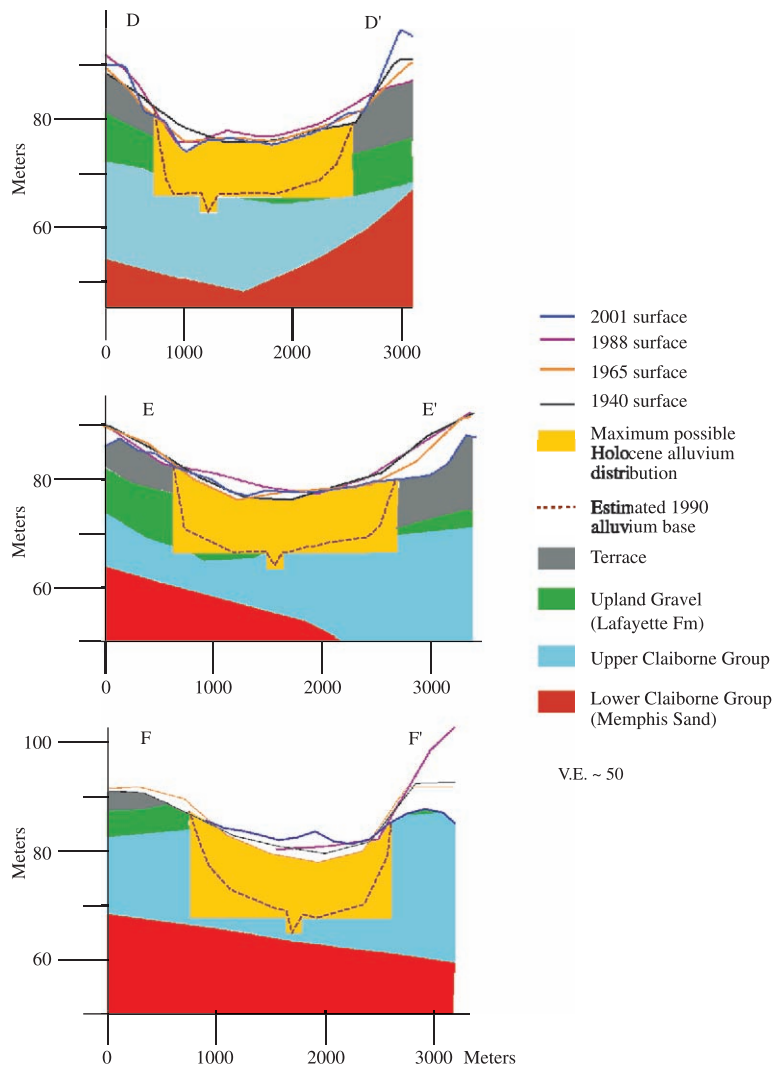 D D'
Meters
80
60
0 1000 2000 3000
E E'
Meters
80
60
0 1000 2000 3000
F F'
Meters
100
80
60
0 1000 2000 3000 Meters
2001 surface
1988 surface
1965 surface
1940 surface
Maximum possible
Holocene alluvium
distribution
Estimated 1990
alluvium base
Terrace
Upland Gravel
(Lafayette Fm)
Upper Claiborne Group
Lower Claiborne Group
(Memphis Sand)
V.E. ~ 50